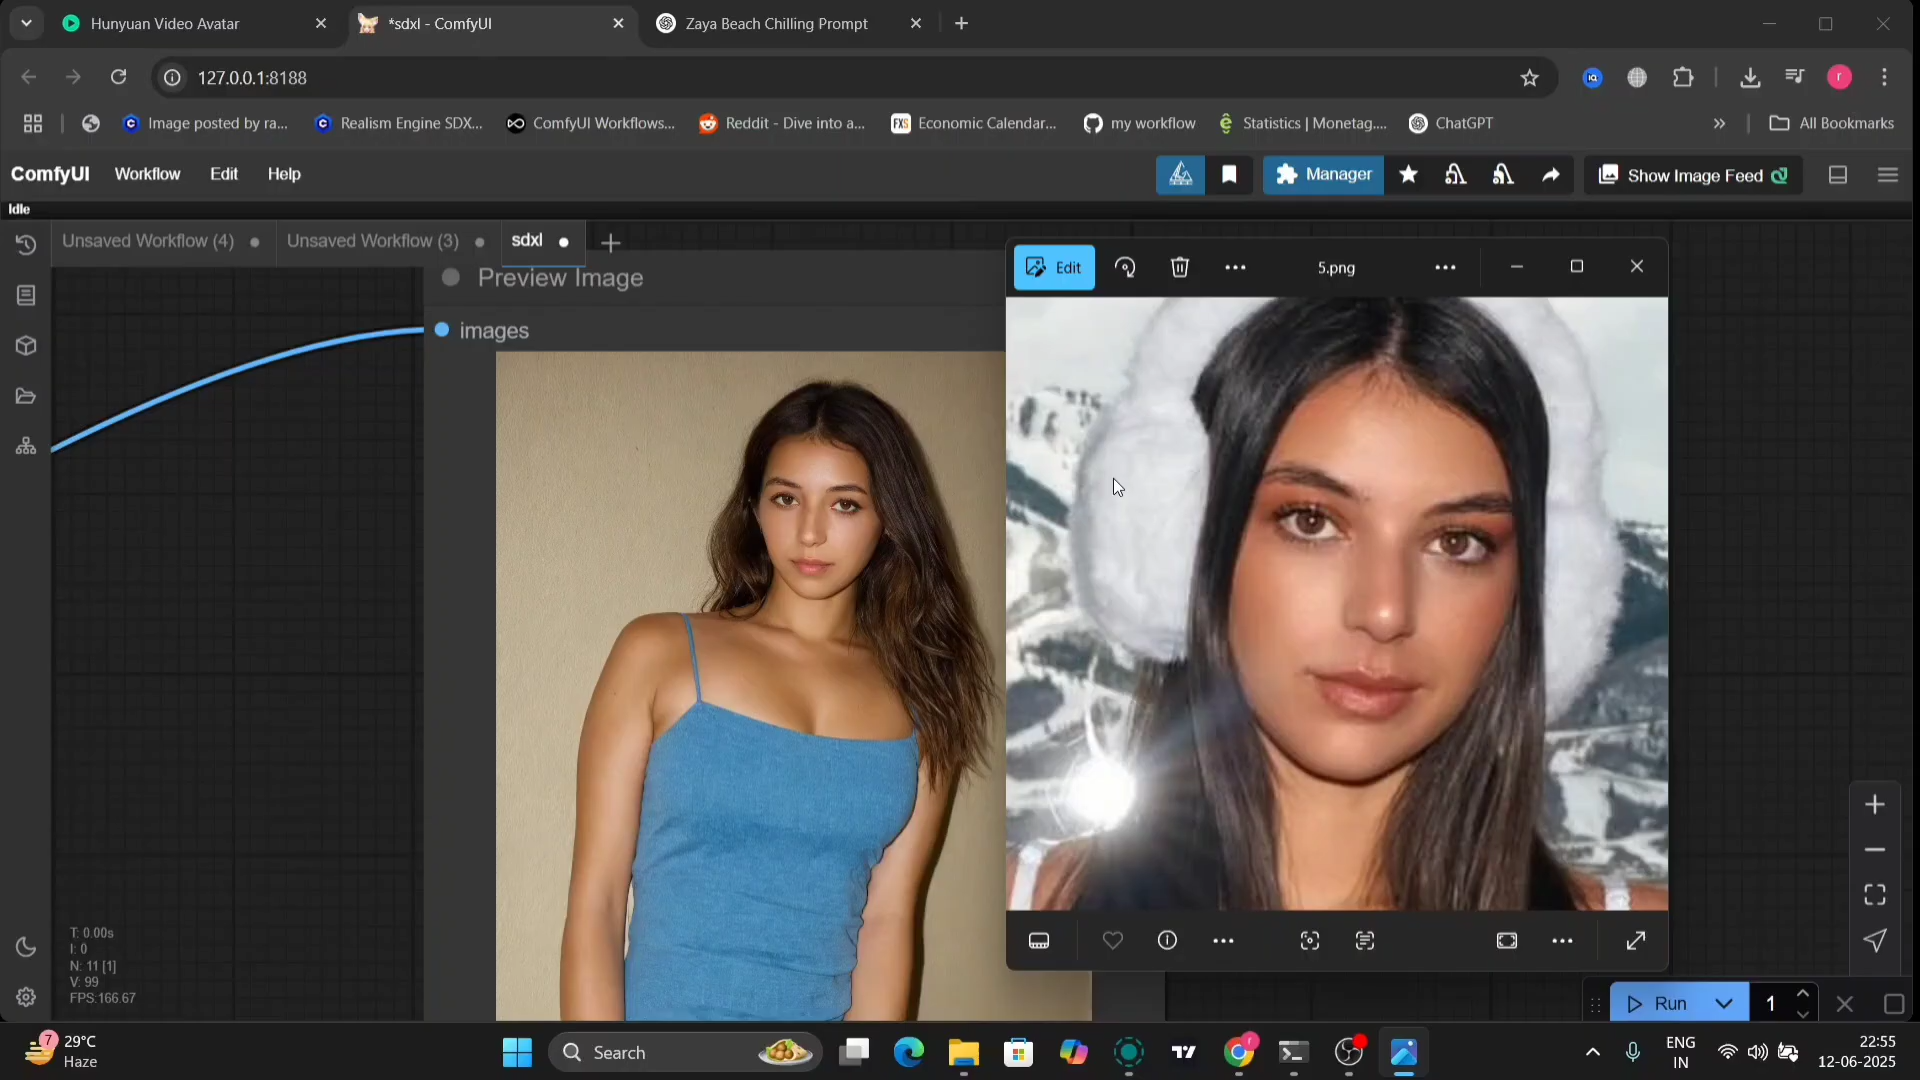 Hunyuan Video Avatar
*sdxl - ComfyUI
Zaya Beach Chilling Prompt
127.0.0.1:8188
Image posted by ra...
Realism Engine SDX...
ComfyUI Workflows...
Reddit - Dive into a...
FXS
Economic Calendar...
my workflow
Statistics | Monetag....
ChatGPT
All Bookmarks
ComfyUI
Workflow
Edit
Help
Manager
Show Image Feed
Idle
Unsaved Workflow (4)
Unsaved Workflow (3)
sdxl
Edit
5.png
Preview Image
images
T: 0.00s
I: 0
N: 11 [1]
V: 99
FPS:166.67
Run
1
7
29°C
Haze
Search
ENG
IN
22:55
12-06-2025